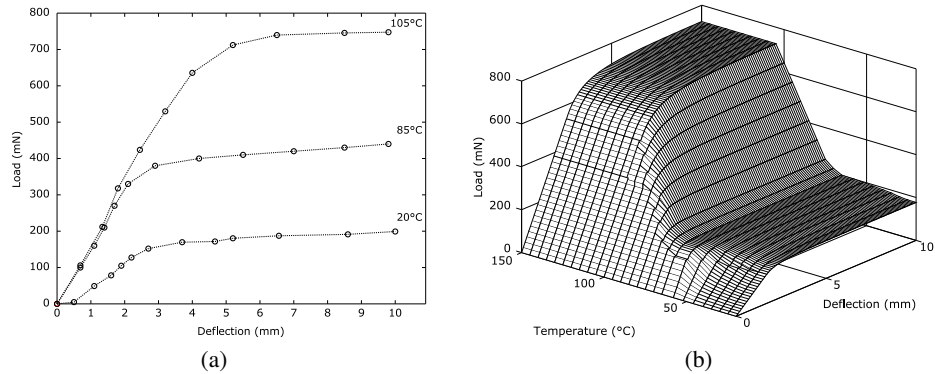 800
700
600
500
400
300
200
100
0
Load (mN)
0 1 2 3 4 5 6 7 8 9 10
Deflection (mm)
105°C
85°C
20°C
(a)
800
600
400
200
0
Load (mN)
150
100
50
Temperature (°C)
0
5
10
Deflection (mm)
(b)